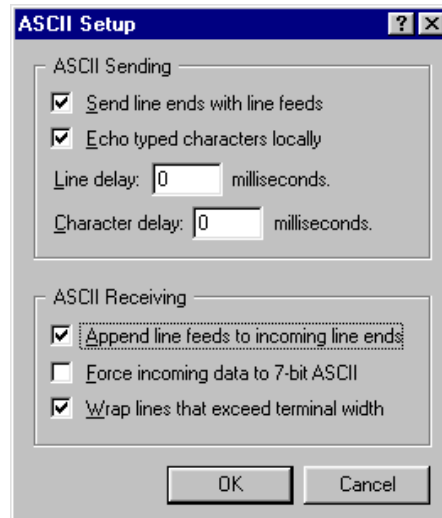 ASCII Setup
ASCII Sending
Send line ends with line feeds
Echo typed characters locally
Line delay: 0 milliseconds.
Character delay: 0 milliseconds.
ASCII Receiving
Append line feeds to incoming line ends
Force incoming data to 7-bit ASCII
Wrap lines that exceed terminal width
OK Cancel